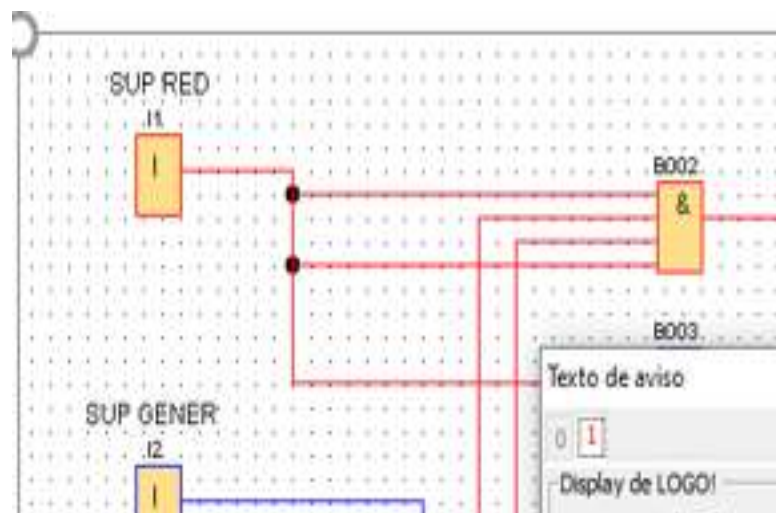 SUP RED
I1
I
B002
&
B003
Texto de aviso
0 1
SUP GENER
I2
I
Display de LOGO!